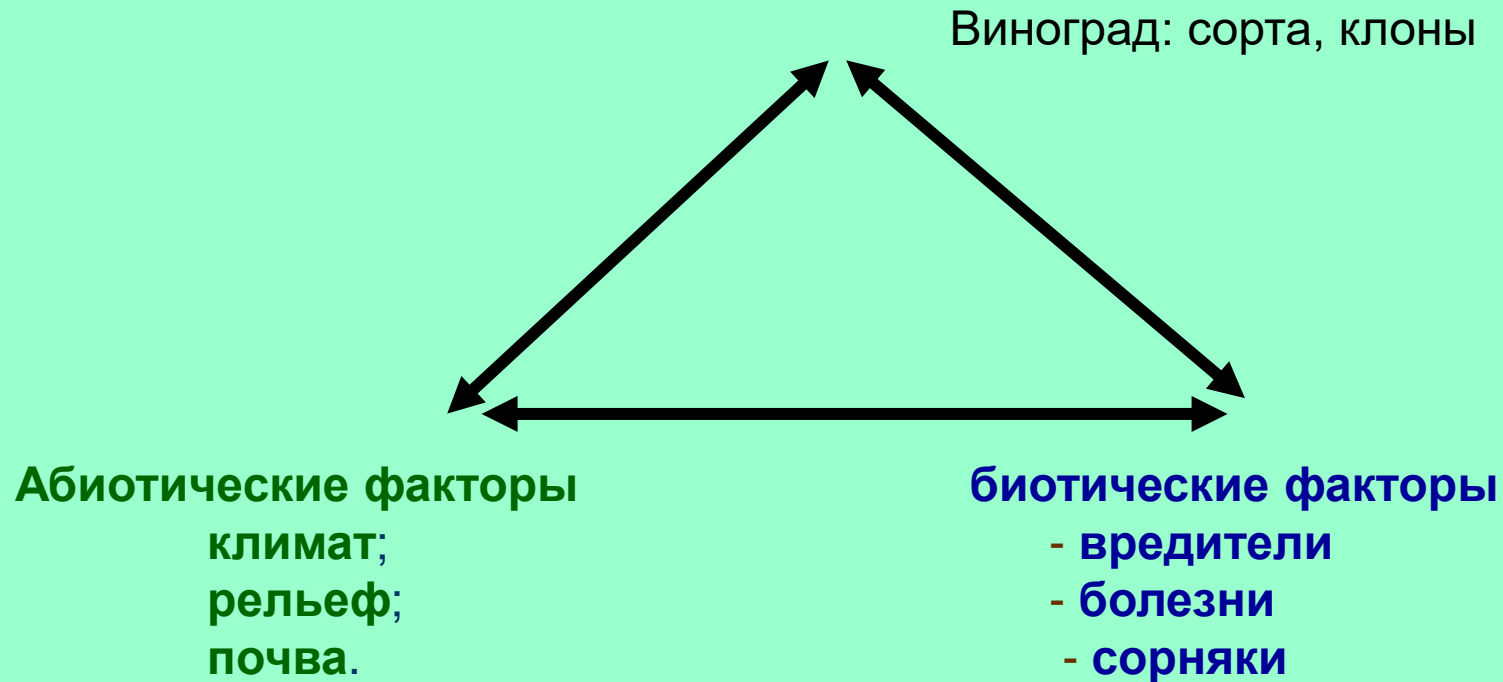 Виноград: сорта, клоны
Абиотические факторы
климат;
рельеф;
почва.
биотические факторы
- вредители
- болезни
- сорняки